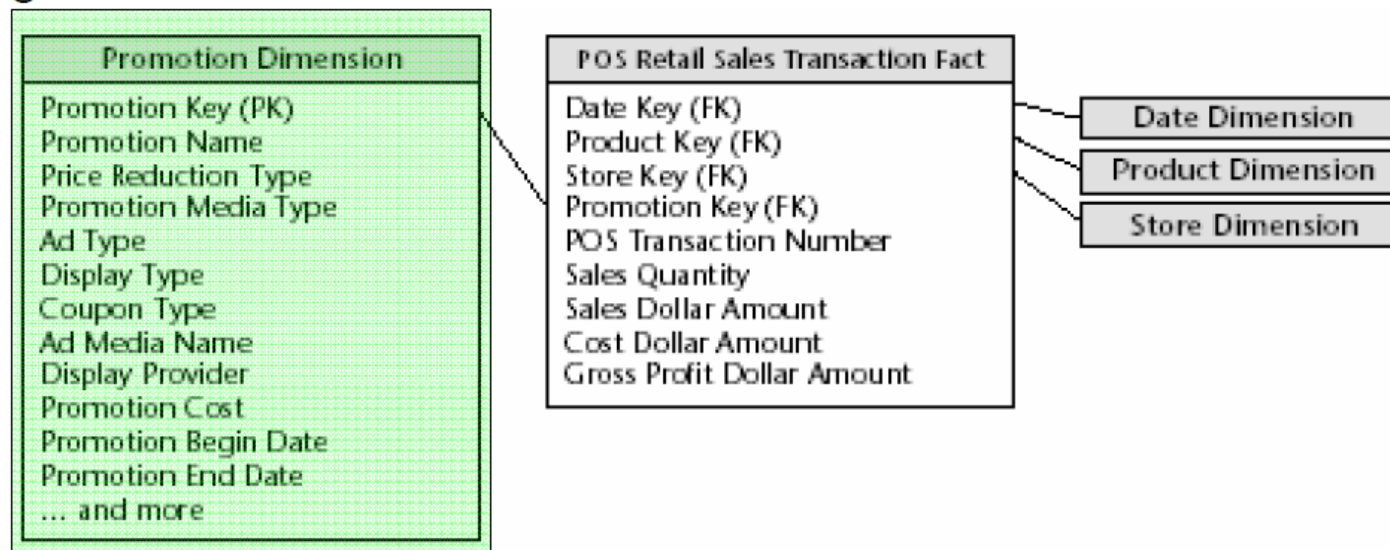 Promotion Dimension
Promotion Key (PK)
Promotion Name
Price Reduction Type
Promotion Media Type
Ad Type
Display Type
Coupon Type
Ad Media Name
Display Provider
Promotion Cost
Promotion Begin Date
Promotion End Date
... and more
POS Retail Sales Transaction Fact
Date Key (FK)
Product Key (FK)
Store Key (FK)
Promotion Key (FK)
POS Transaction Number
Sales Quantity
Sales Dollar Amount
Cost Dollar Amount
Gross Profit Dollar Amount
Date Dimension
Product Dimension
Store Dimension